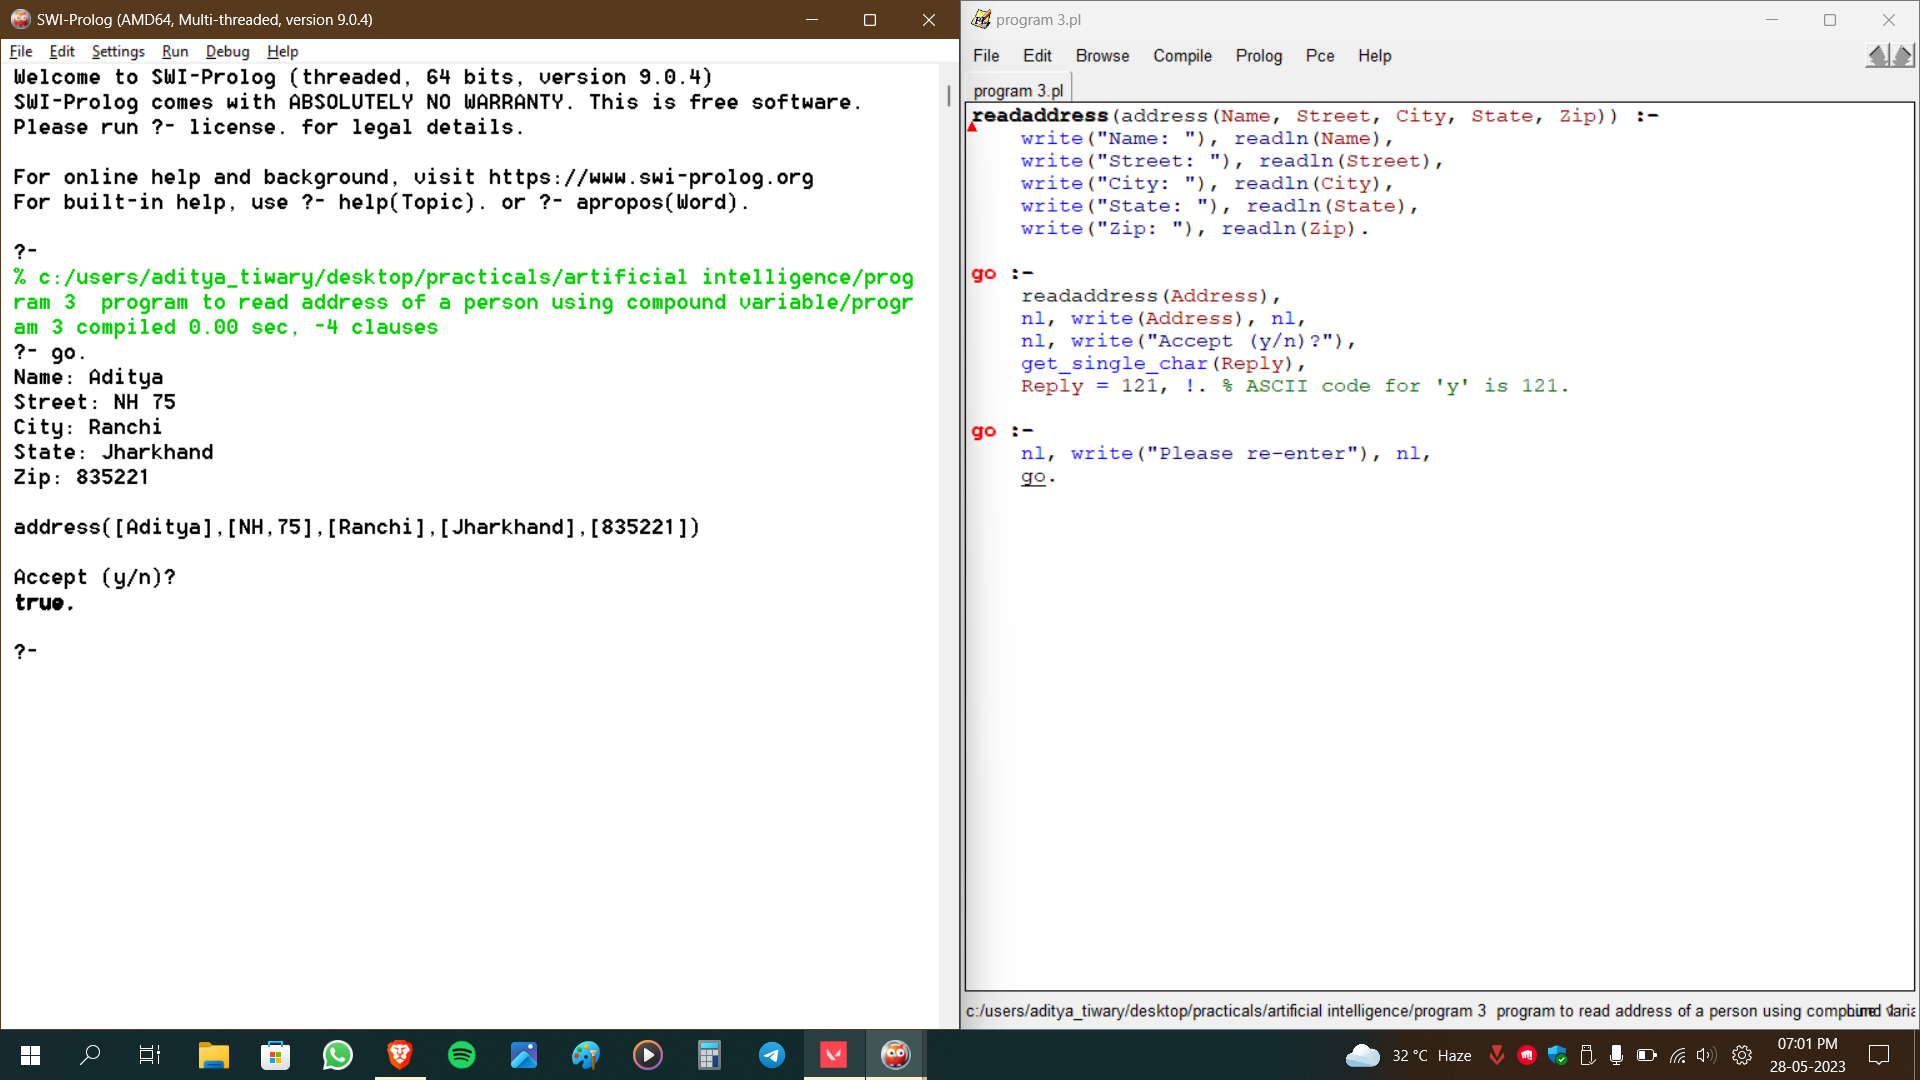 SWI-Prolog (AMD64, Multi-threaded, version 9.0.4)
File Edit Settings Run Debug Help
Welcome to SWI-Prolog (threaded, 64 bits, version 9.0.4)
SWI-Prolog comes with ABSOLUTELY NO WARRANTY. This is free software.
Please run ?- license. for legal details.
For online help and background, visit https://www.swi-prolog.org
For built-in help, use ?- help(Topic). or ?- apropos(Word).
?-
% c:/users/aditya_tiwary/desktop/practicals/artificial intelligence/prog
ram 3  program to read address of a person using compound variable/progr
am 3 compiled 0.00 sec, -4 clauses
?- go.
Name: Aditya
Street: NH 75
City: Ranchi
State: Jharkhand
Zip: 835221
address([Aditya],[NH,75],[Ranchi],[Jharkhand],[835221])
Accept (y/n)?
true.
?-
program 3.pl
File Edit Browse Compile Prolog Pce Help
program 3.pl
readaddress(address(Name, Street, City, State, Zip)) :-
write("Name: "), readln(Name),
write("Street: "), readln(Street),
write("City: "), readln(City),
write("State: "), readln(State),
write("Zip: "), readln(Zip).
go :-
readaddress(Address),
nl, write(Address), nl,
nl, write("Accept (y/n)?"),
get_single_char(Reply),
Reply = 121, !. % ASCII code for 'y' is 121.
go :-
nl, write("Please re-enter"), nl,
go.
c:/users/aditya_tiwary/desktop/practicals/artificial intelligence/program 3  program to read address of a person using
32 °C Haze
07:01 PM
28-05-2023